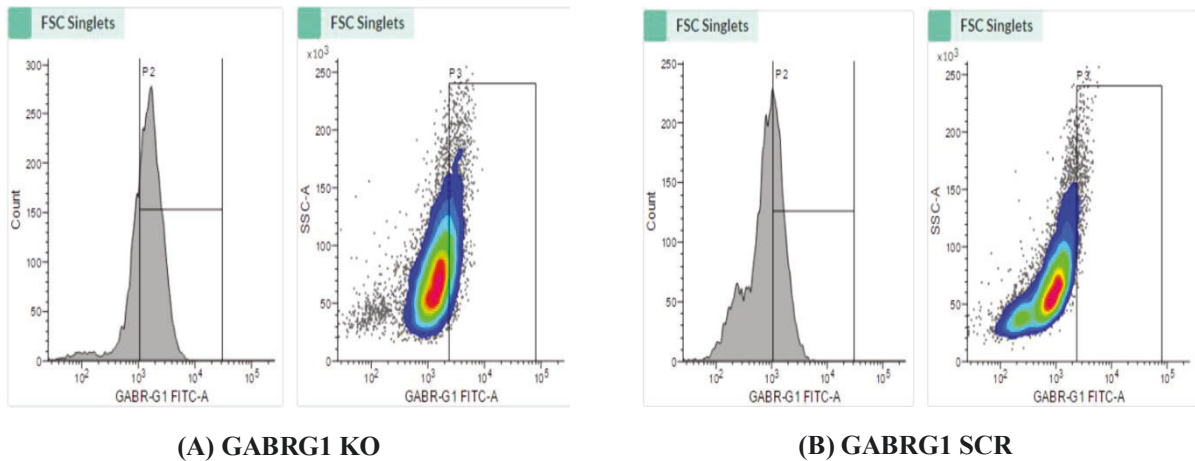 FSC Singlets
P2
300
250
200
150
100
50
0
Count
10² 10³ 10⁴ 10⁵
GABR-G1 FITC-A
FSC Singlets
x10³
P3
250
200
150
100
50
0
SSC-A
10² 10³ 10⁴ 10⁵
GABR-G1 FITC-A
(A) GABRG1 KO
FSC Singlets
P2
250
200
150
100
50
0
Count
10² 10³ 10⁴ 10⁵
GABR-G1 FITC-A
FSC Singlets
x10³
P3
250
200
150
100
50
0
SSC-A
10² 10³ 10⁴ 10⁵
GABR-G1 FITC-A
(B) GABRG1 SCR